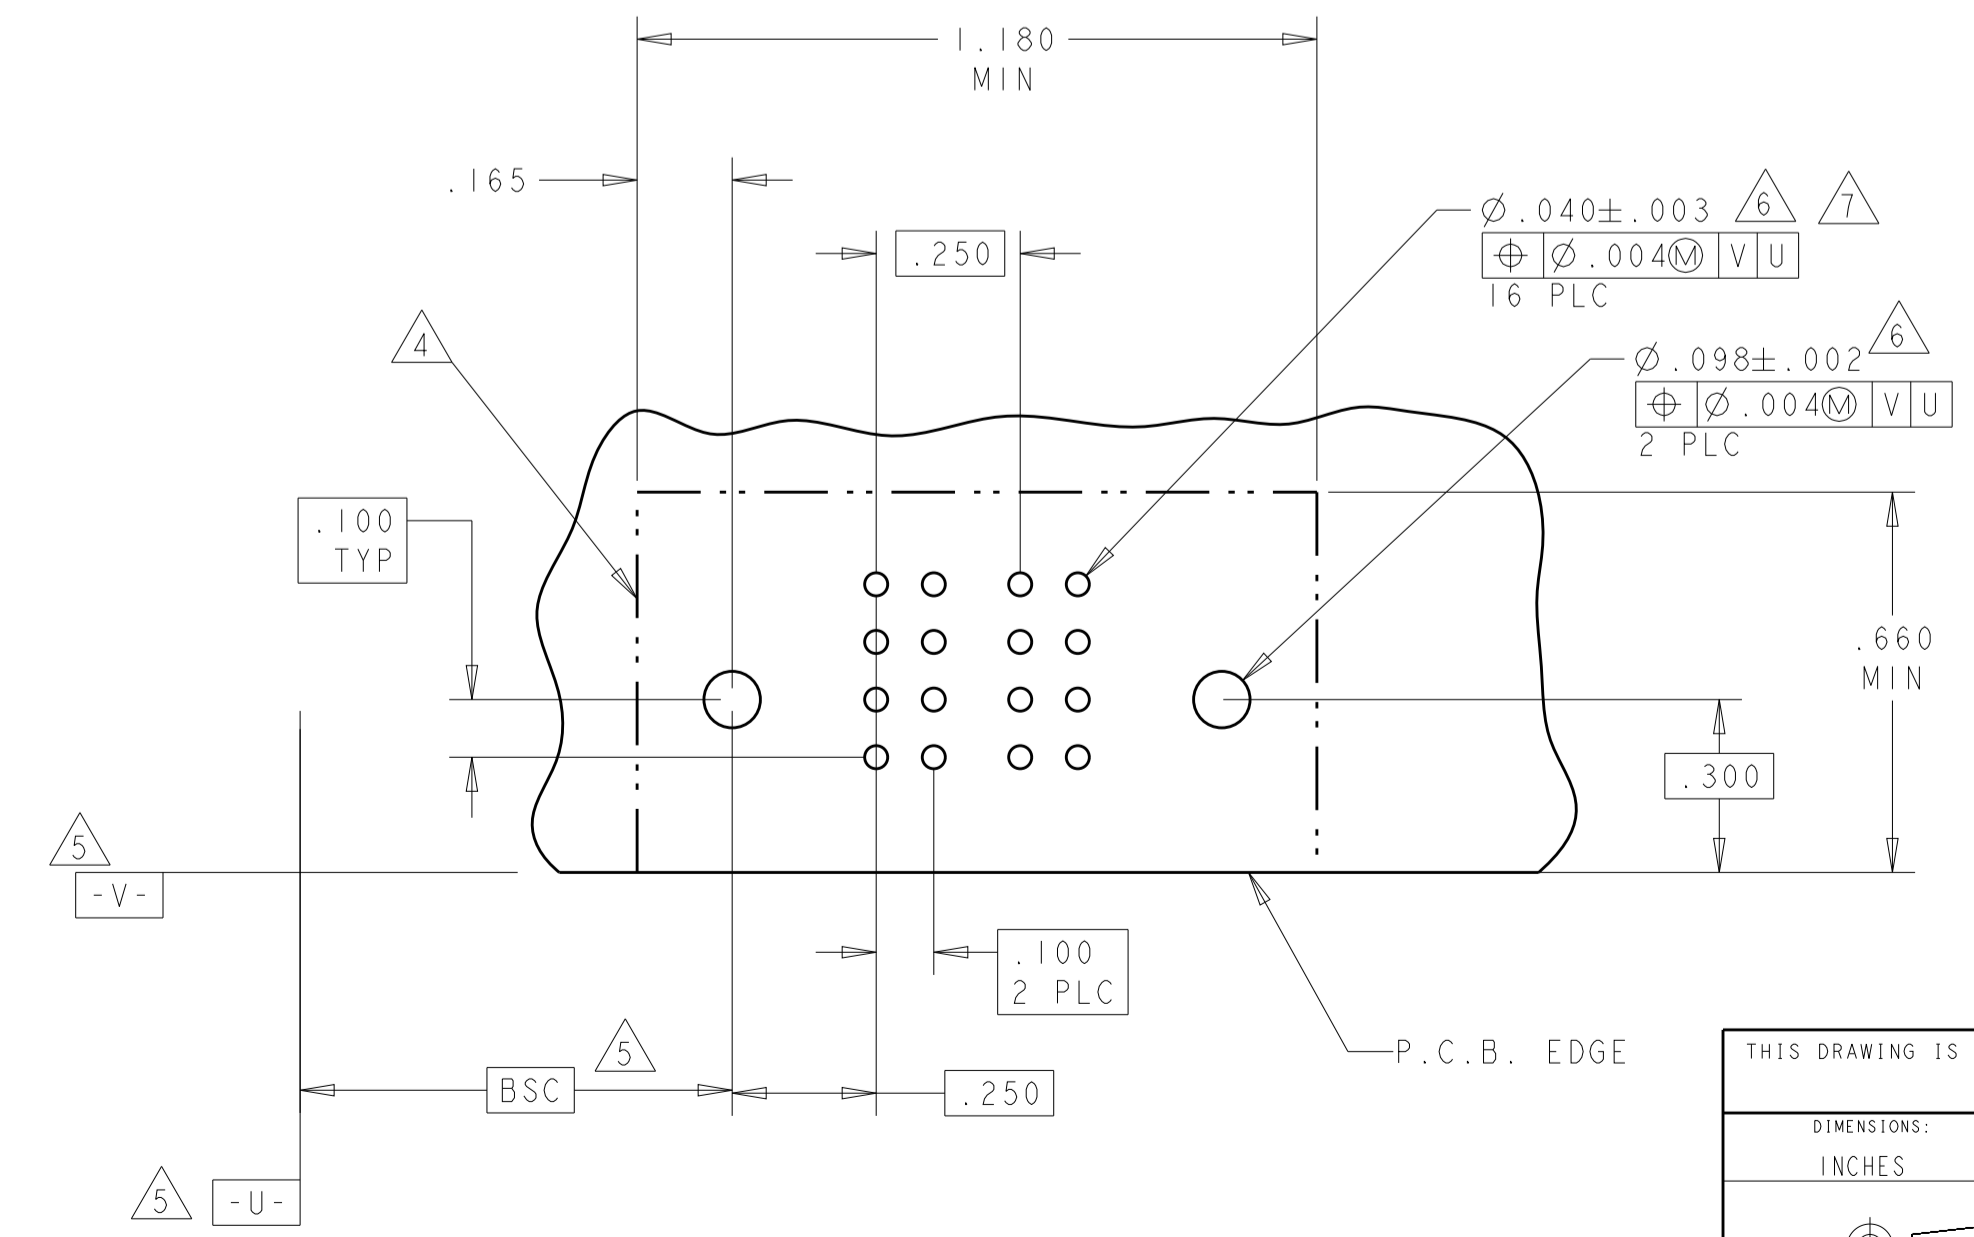 1.180
MIN
.165
.250
Ø.040±.003 6 7
⌖ Ø.004Ⓜ V U
16 PLC
4
6
Ø.098±.002
⌖ Ø.004Ⓜ V U
2 PLC
.100
TYP
.660
MIN
.300
5
-V-
.100
2 PLC
5
BSC
.250
P.C.B. EDGE
5
-U-
THIS DRAWING IS
DIMENSIONS:
INCHES